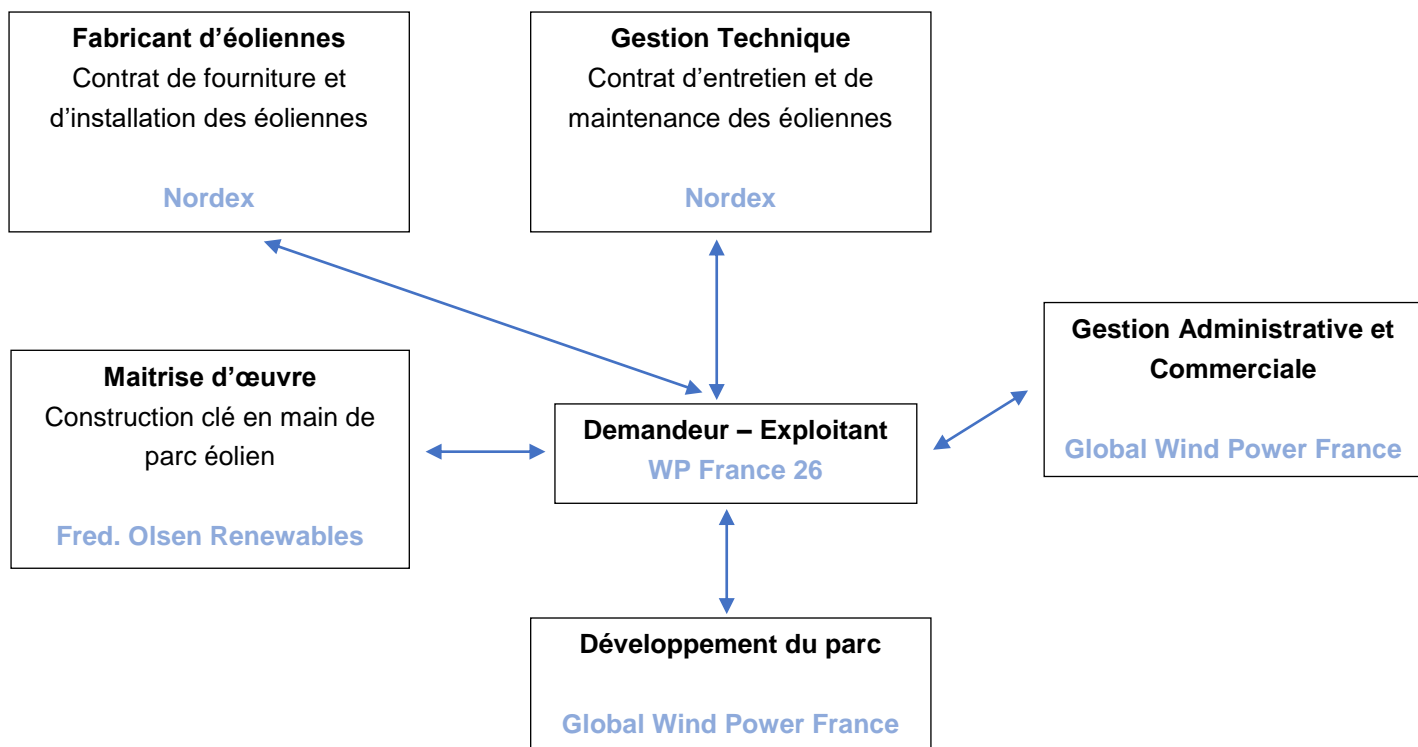 Fabricant d’éoliennes
Contrat de fourniture et
d’installation des éoliennes
Nordex
Gestion Technique
Contrat d’entretien et de
maintenance des éoliennes
Nordex
Gestion Administrative et
Commerciale
Global Wind Power France
Maitrise d’œuvre
Construction clé en main de
parc éolien
Fred. Olsen Renewables
Demandeur – Exploitant
WP France 26
Développement du parc
Global Wind Power France